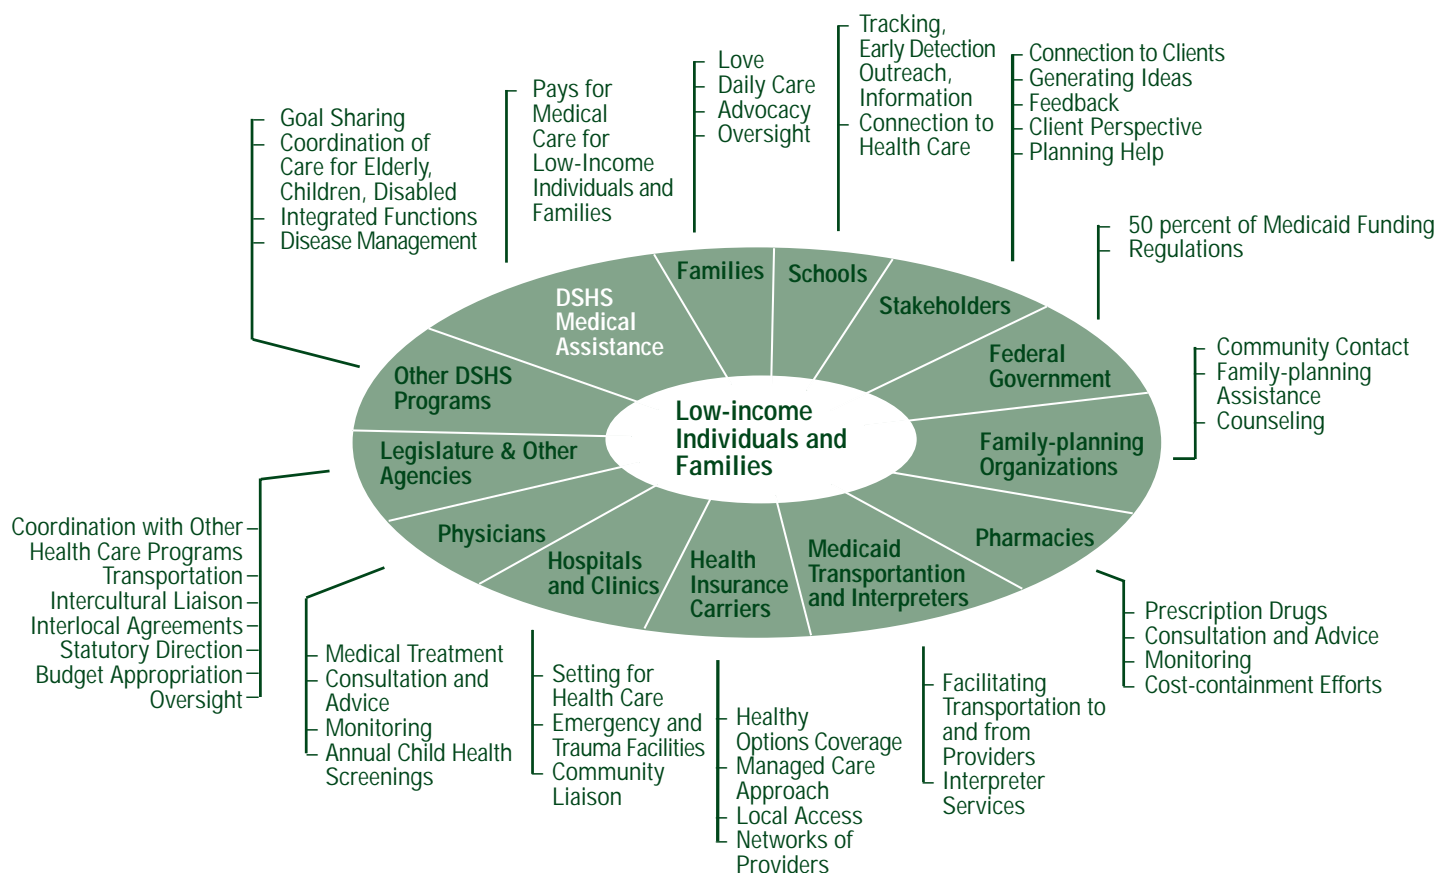 Tracking,
Early Detection
Outreach,
Information
Connection to
Health Care
Connection to Clients
Generating Ideas
Feedback
Client Perspective
Planning Help
Love
Daily Care
Advocacy
Oversight
Pays for
Medical
Care for
Low-Income
Individuals and
Families
Goal Sharing
Coordination of
Care for Elderly,
Children, Disabled
Integrated Functions
Disease Management
50 percent of Medicaid Funding
Regulations
Community Contact
Family-planning
Assistance
Counseling
Families
Schools
Stakeholders
DSHS
Medical
Assistance
Federal
Government
Other DSHS
Programs
Low-income
Individuals and
Families
Family-planning
Organizations
Legislature & Other
Agencies
Physicians
Hospitals
and Clinics
Health
Insurance
Carriers
Medicaid
Transportantion
and Interpreters
Pharmacies
Coordination with Other
Health Care Programs
Transportation
Intercultural Liaison
Interlocal Agreements
Statutory Direction
Budget Appropriation
Oversight
Medical Treatment
Consultation and
Advice
Monitoring
Annual Child Health
Screenings
Setting for
Health Care
Emergency and
Trauma Facilities
Community
Liaison
Healthy
Options Coverage
Managed Care
Approach
Local Access
Networks of
Providers
Facilitating
Transportation to
and from
Providers
Interpreter
Services
Prescription Drugs
Consultation and Advice
Monitoring
Cost-containment Efforts